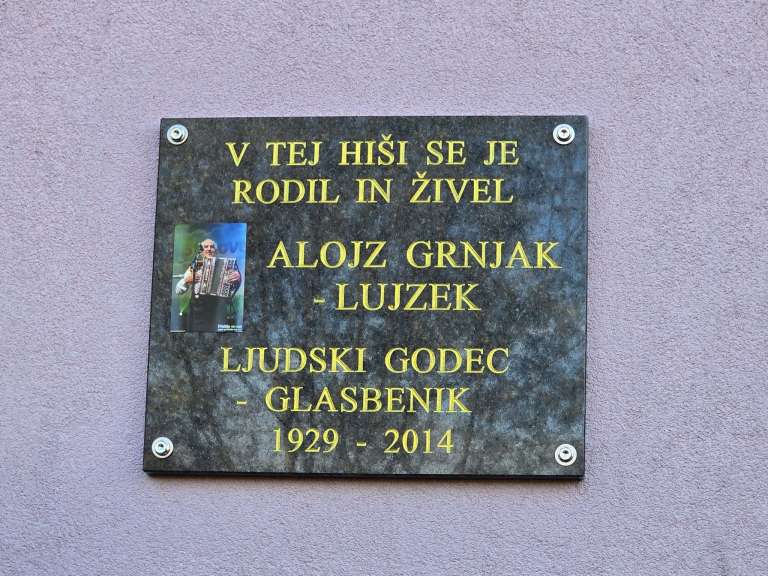 V TEJ HIŠI SE JE
RODIL IN ŽIVEL
ALOJZ GRNJAK
- LUJZEK
LJUDSKI GODEC
- GLASBENIK
1929 - 2014